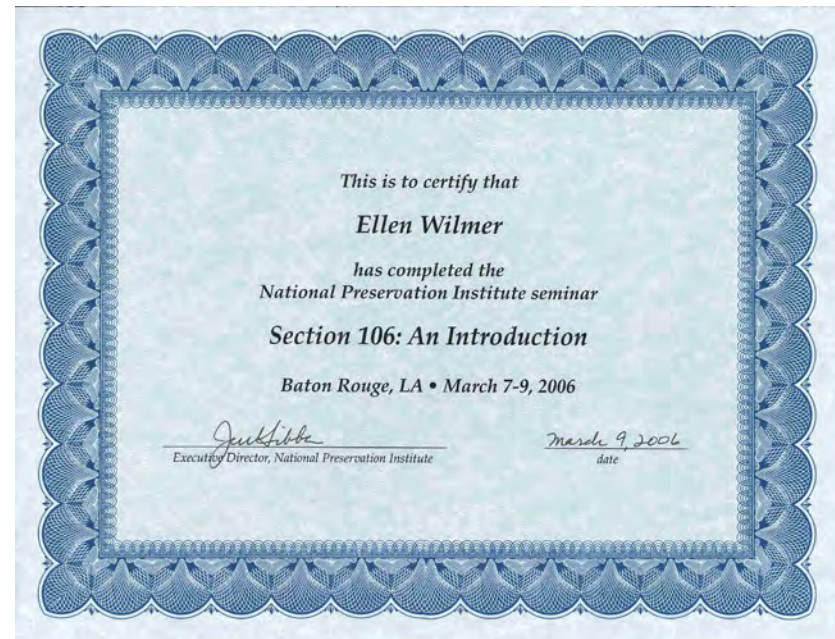 This is to certify that
Ellen Wilmer
has completed the
National Preservation Institute seminar
Section 106: An Introduction
Baton Rouge, LA • March 7-9, 2006
March 9, 2006
Executive Director, National Preservation Institute
date